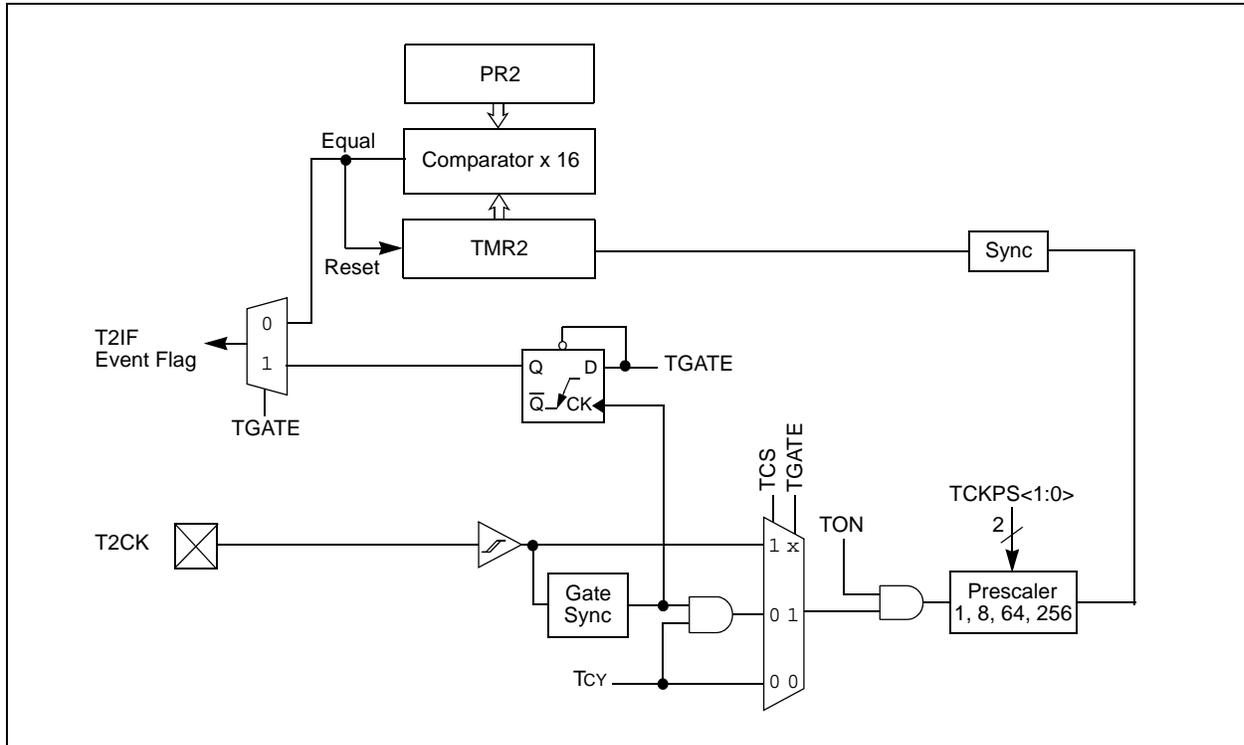 PR2
Equal
Comparator x 16
TMR2
Reset
Sync
T2IF
Event Flag
0
1
TGATE
Q
D
TGATE
Q̅
CK
TCS
TGATE
T2CK
1 x
0 1
0 0
Gate
Sync
TCY
TON
TCKPS<1:0>
2
Prescaler
1, 8, 64, 256